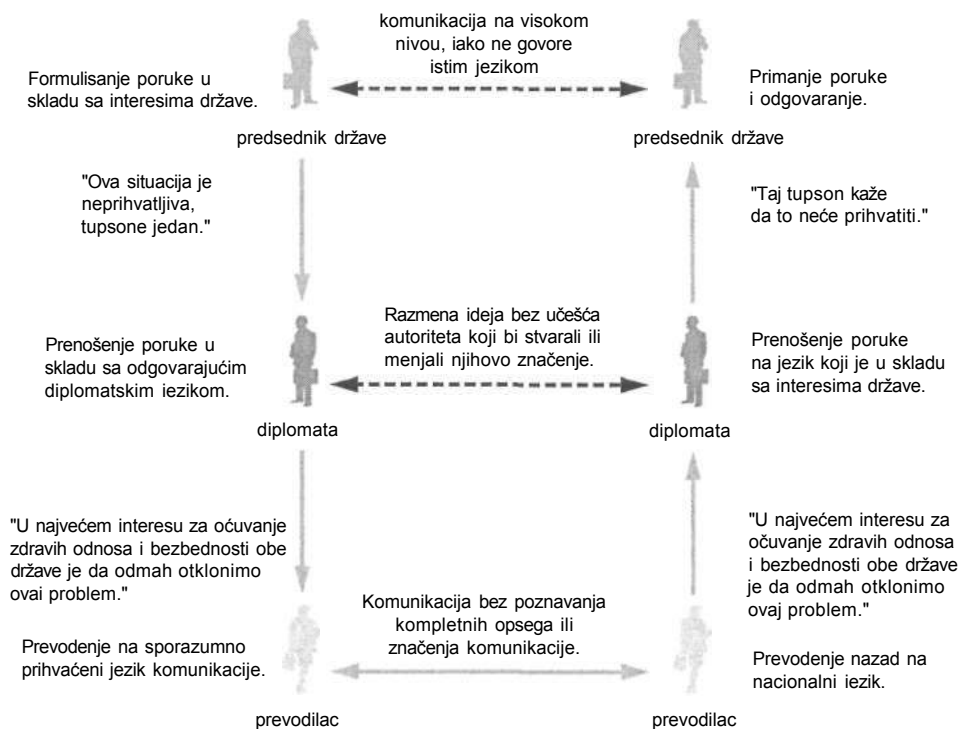 komunikacija na visokom
nivou, iako ne govore
istim jezikom
Formulisanje poruke u
skladu sa interesima države.
Primanje poruke
i odgovaranje.
predsednik države
predsednik države
"Ova situacija je
neprihvatljiva,
tupsone jedan."
"Taj tupson kaže
da to neće prihvatiti."
Razmena ideja bez učešća
autoriteta koji bi stvarali ili
menjali njihovo značenje.
Prenošenje poruke u
skladu sa odgovarajućim
diplomatskim iezikom.
Prenošenje poruke
na jezik koji je u skladu
sa interesima države.
diplomata
diplomata
"U najvećem interesu za oćuvanje
zdravih odnosa i bezbednosti obe
države je da odmah otklonimo
ovai problem."
"U najvećem interesu za
očuvanje zdravih odnosa
i bezbednosti obe države
je da odmah otklonimo
ovaj problem."
Komunikacija bez poznavanja
kompletnih opsega ili
značenja komunikacije.
Prevodenje na sporazumno
prihvaćeni jezik komunikacije.
Prevodenje nazad na
nacionalni iezik.
prevodilac
prevodilac